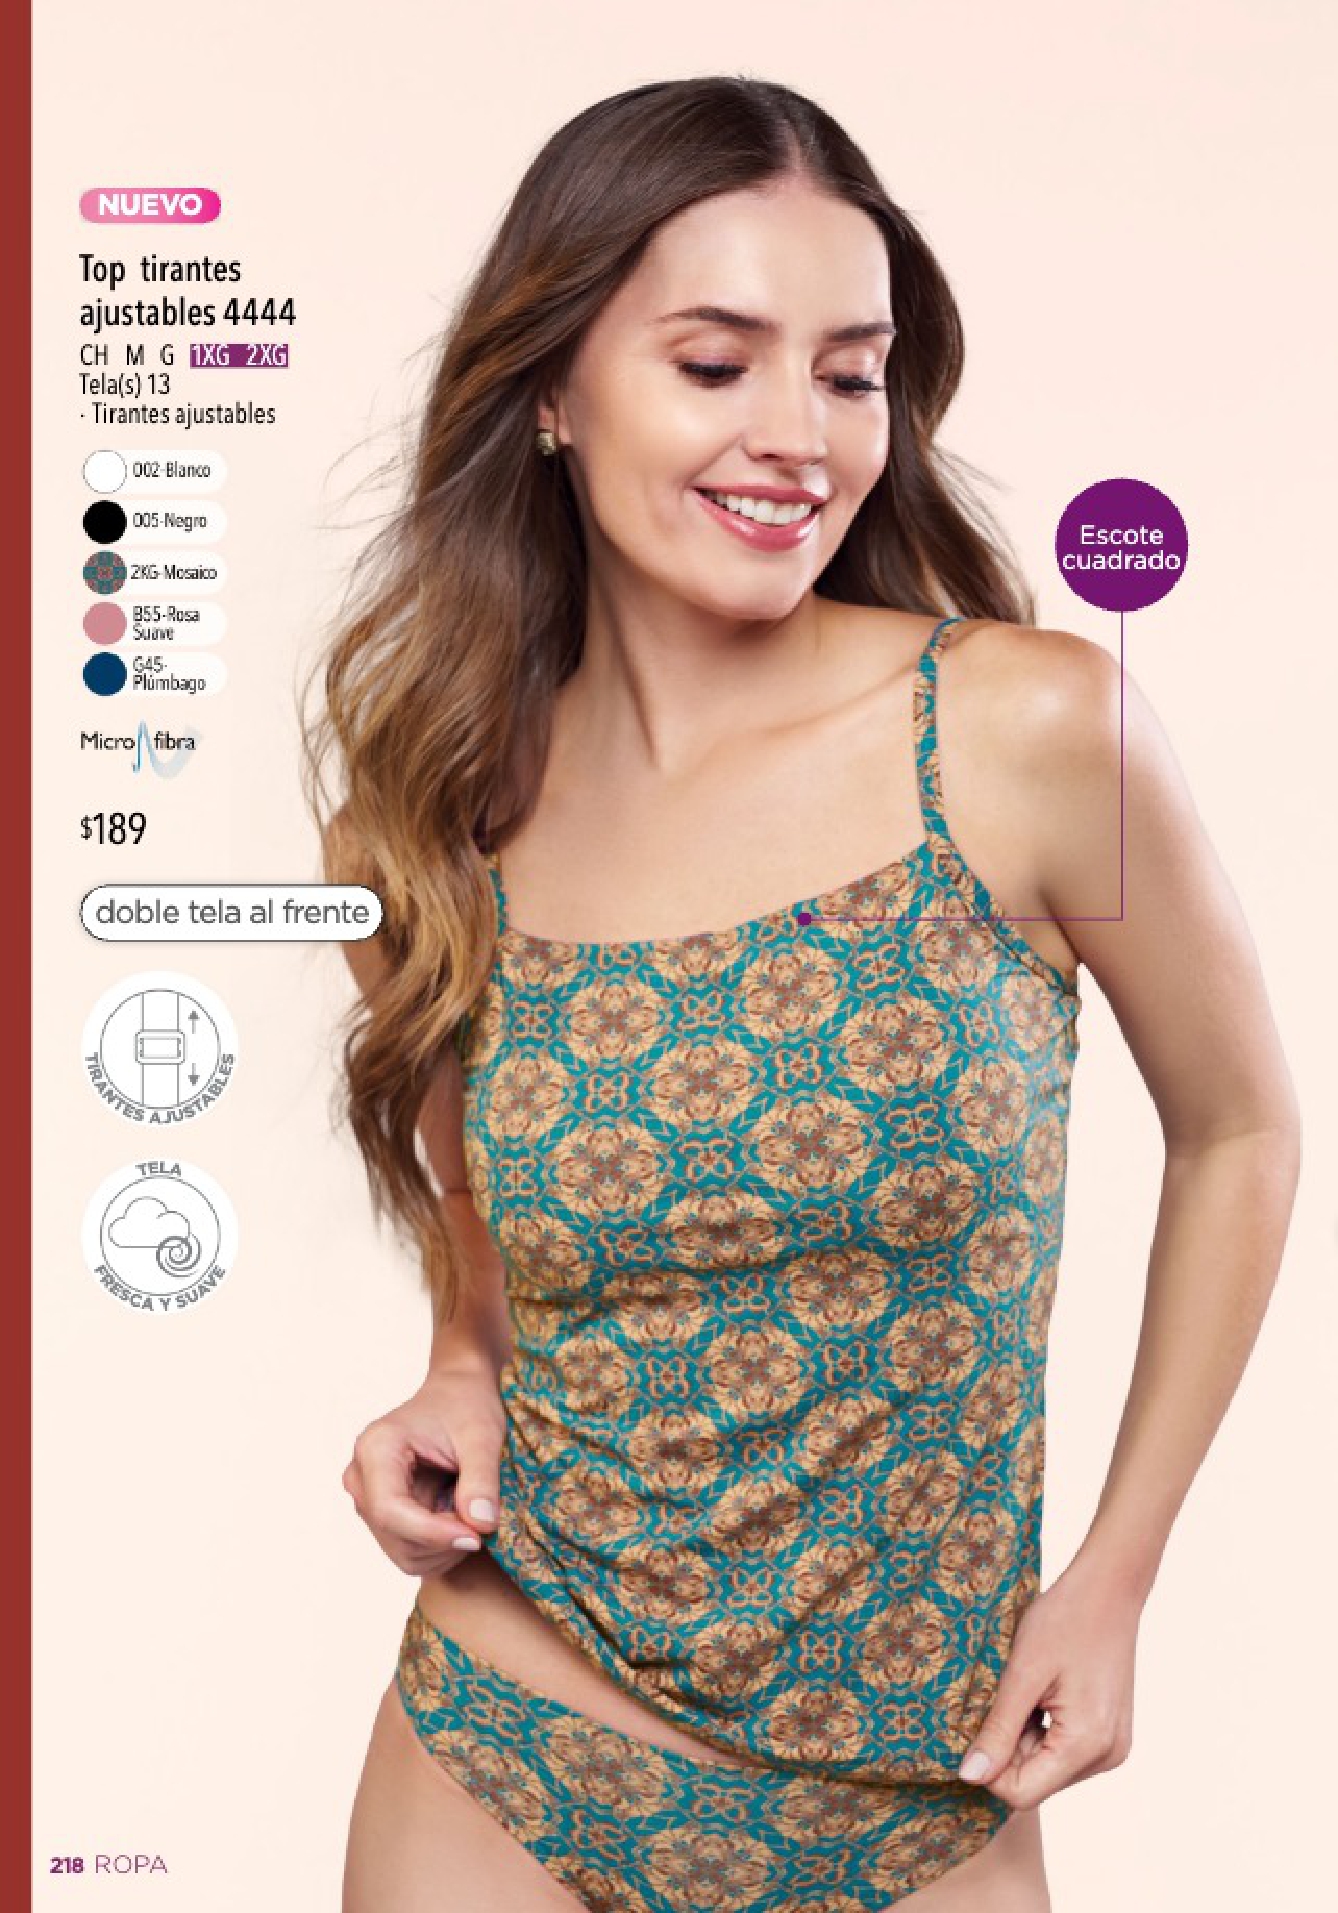 NUEVO
Top tirantes
ajustables 4444
CH M G 1XG 2XG
Tela(s) 13
· Tirantes ajustables
002-Blanco
005-Negro
2KG-Mosaico
B55-Rosa
Suave
G45-
Plúmbago
Micro fibra
$189
doble tela al frente
TIRANTES AJUSTABLES
TELA
FRESCA Y SUAVE
Escote
cuadrado
218 ROPA